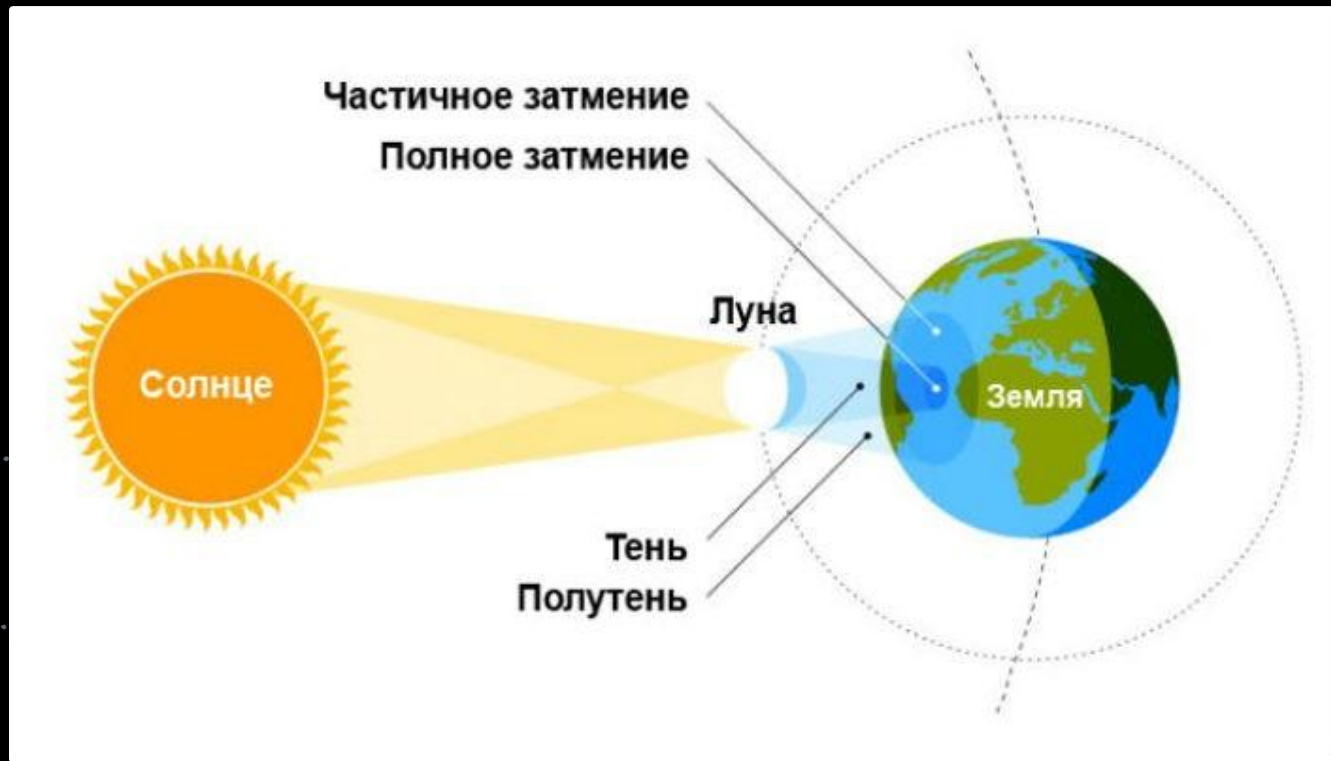 Частичное затмение
Полное затмение
Луна
Солнце
Земля
Тень
Полутень